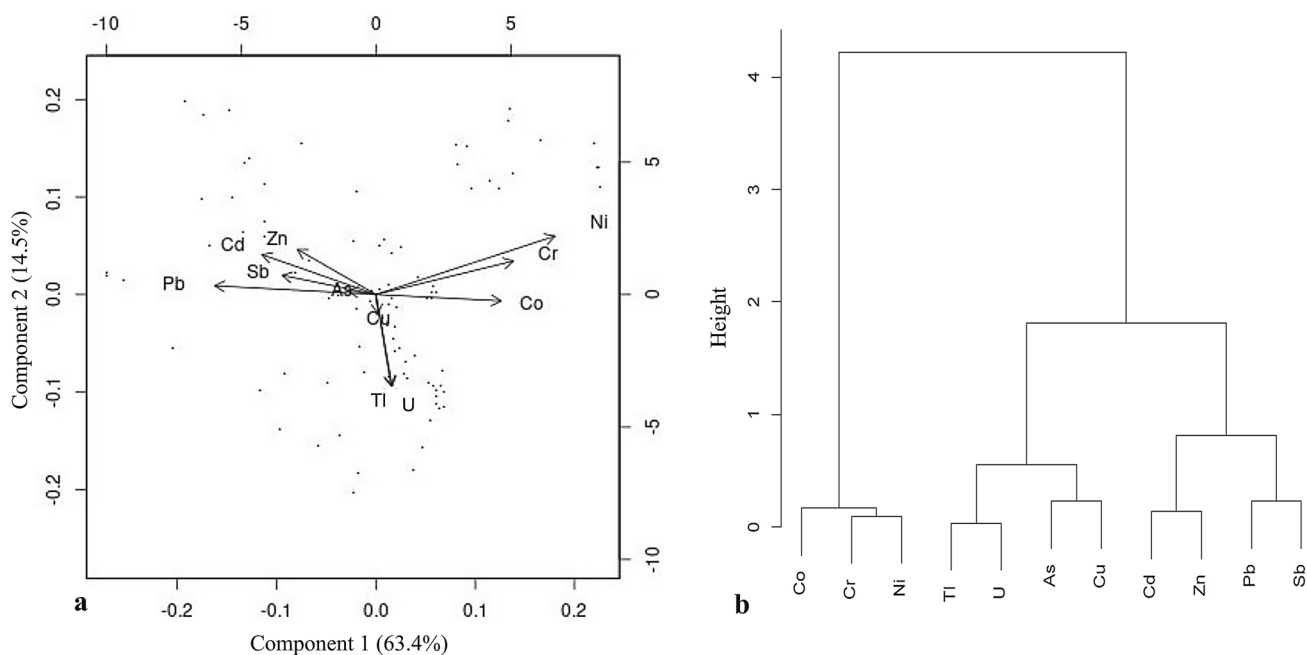 -10 -5 0 5
0.2
0.1
0.0
-0.1
-0.2
Component 2 (14.5%)
5
0
-5
-10
Ni
Cr
Co
Cd
Zn
Sb
Pb
As
Cu
Tl
U
-0.2 -0.1 0.0 0.1 0.2
Component 1 (63.4%)
a
Height
4
3
2
1
0
Co
Cr
Ni
Tl
U
As
Cu
Cd
Zn
Pb
Sb
b